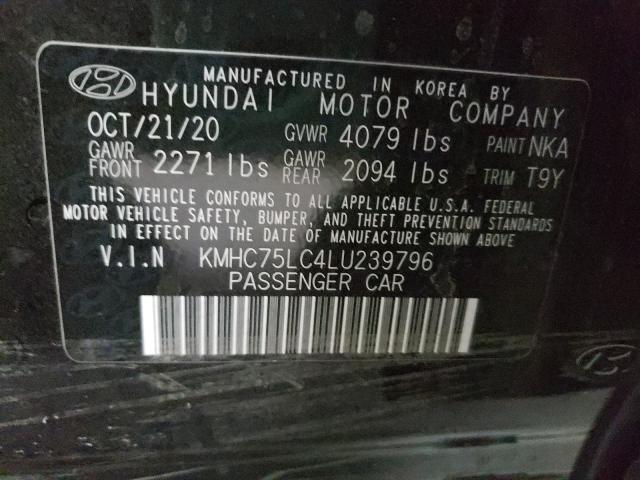 MANUFACTURED IN KOREA BY
HYUNDAI MOTOR COMPANY
OCT/21/20 GVWR 4079 lbs PAINT NKA
GAWR FRONT 2271 lbs GAWR REAR 2094 lbs TRIM T9Y
THIS VEHICLE CONFORMS TO ALL APPLICABLE U.S.A. FEDERAL
MOTOR VEHICLE SAFETY, BUMPER, AND THEFT PREVENTION STANDARDS
IN EFFECT ON THE DATE OF MANUFACTURE SHOWN ABOVE
V.I.N KMHC75LC4LU239796
PASSENGER CAR